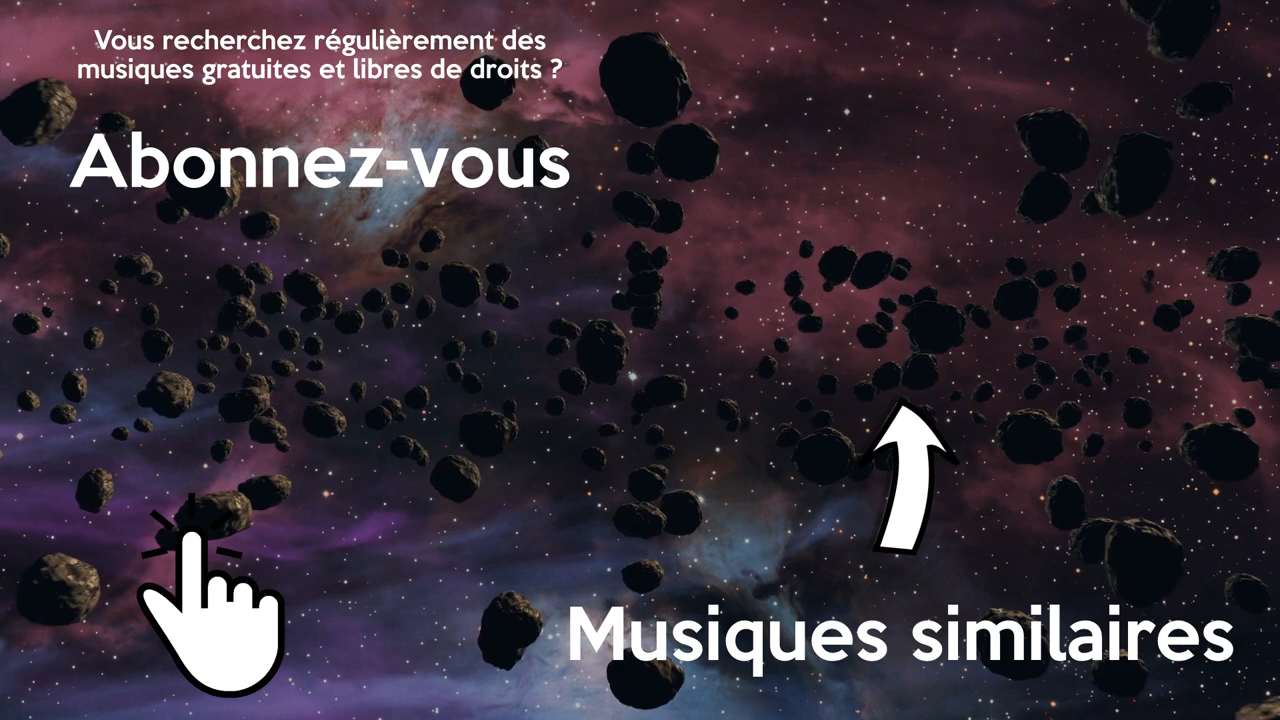 Vous recherchez régulièrement des
musiques gratuites et libres de droits ?
Abonnez-vous
Musiques similaires